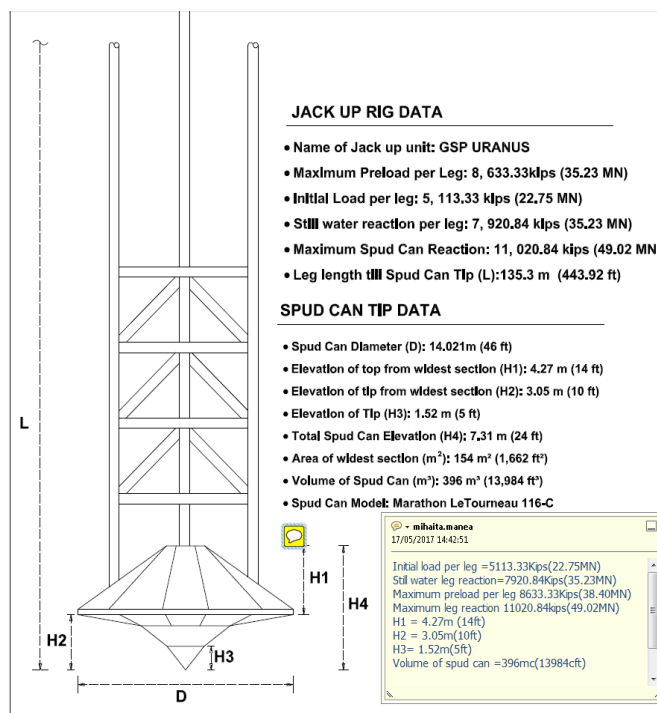 JACK UP RIG DATA
• Name of Jack up unit: GSP URANUS
• Maximum Preload per Leg: 8, 633.33kips (35.23 MN)
• Initial Load per leg: 5, 113.33 kips (22.75 MN)
• Still water reaction per leg: 7, 920.84 kips (35.23 MN)
• Maximum Spud Can Reaction: 11, 020.84 kips (49.02 MN
• Leg length till Spud Can Tip (L):135.3 m (443.92 ft)
SPUD CAN TIP DATA
• Spud Can Diameter (D): 14.021m (46 ft)
• Elevation of top from widest section (H1): 4.27 m (14 ft)
• Elevation of tip from widest section (H2): 3.05 m (10 ft)
• Elevation of Tip (H3): 1.52 m (5 ft)
• Total Spud Can Elevation (H4): 7.31 m (24 ft)
• Area of widest section (m²): 154 m² (1,662 ft²)
• Volume of Spud Can (m³): 396 m³ (13,984 ft³)
• Spud Can Model: Marathon LeTourneau 116-C
L
H1
H4
H2
H3
D
mihaita.manea
17/05/2017 14:42:51
Initial load per leg =5113.33Kips(22.75MN)
Still water leg reaction=7920.84Kips(35.23MN)
Maximum preload per leg 8633.33Kips(38.40MN)
Maximum leg reaction 11020.84kips(49.02MN)
H1 = 4.27m (14ft)
H2 = 3.05m(10ft)
H3= 1.52m(5ft)
Volume of spud can =396mc(13984cft)